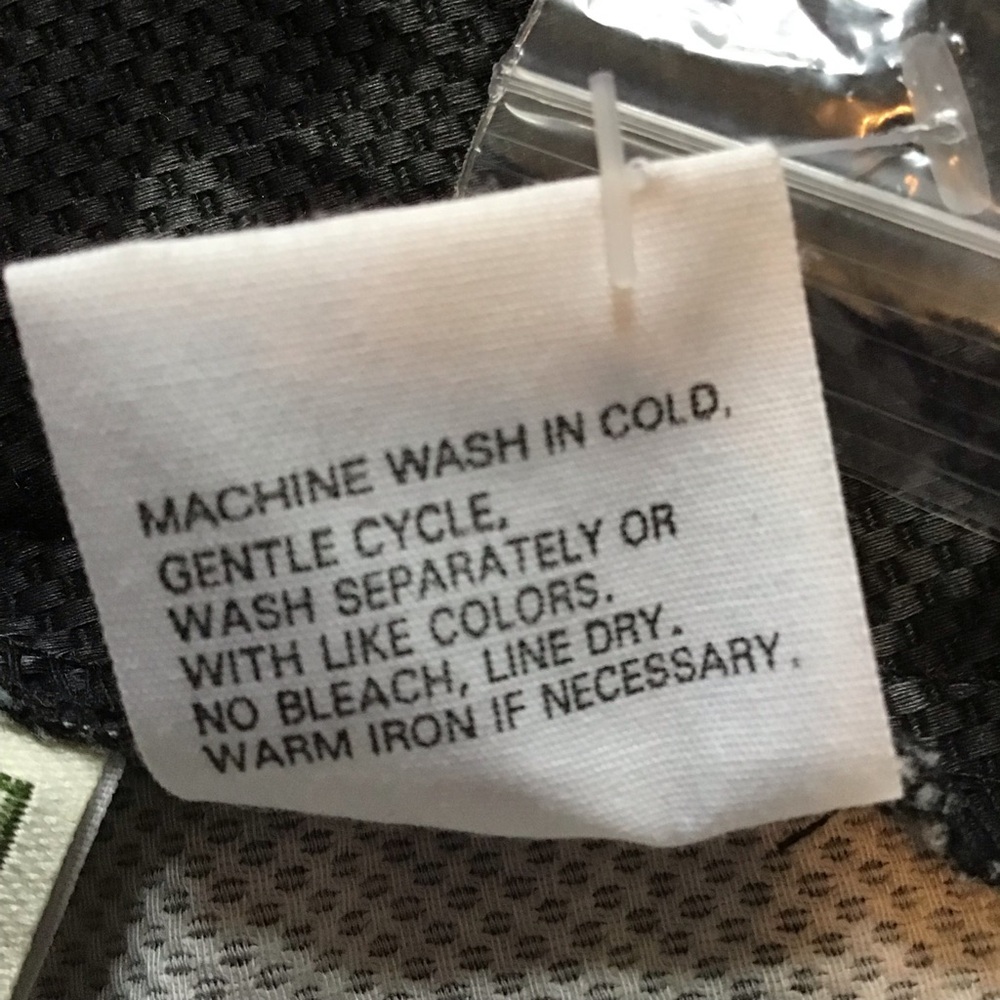 MACHINE WASH IN COLD,
GENTLE CYCLE,
WASH SEPARATELY OR
WITH LIKE COLORS.
NO BLEACH, LINE DRY.
WARM IRON IF NECESSARY.